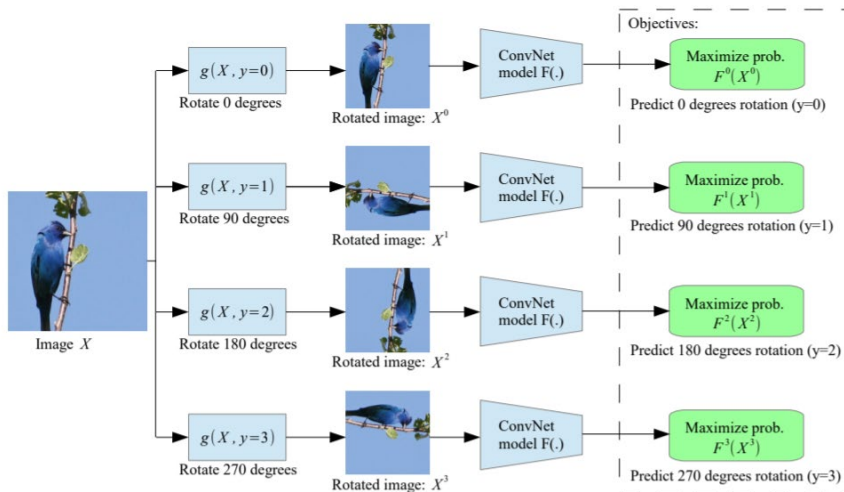 Objectives:
g(X, y=0)
Rotate 0 degrees
Rotated image: X⁰
ConvNet
model F(.)
Maximize prob.
F⁰(X⁰)
Predict 0 degrees rotation (y=0)
g(X, y=1)
Rotate 90 degrees
Rotated image: X¹
ConvNet
model F(.)
Maximize prob.
F¹(X¹)
Predict 90 degrees rotation (y=1)
Image X
g(X, y=2)
Rotate 180 degrees
Rotated image: X²
ConvNet
model F(.)
Maximize prob.
F²(X²)
Predict 180 degrees rotation (y=2)
g(X, y=3)
Rotate 270 degrees
Rotated image: X³
ConvNet
model F(.)
Maximize prob.
F³(X³)
Predict 270 degrees rotation (y=3)